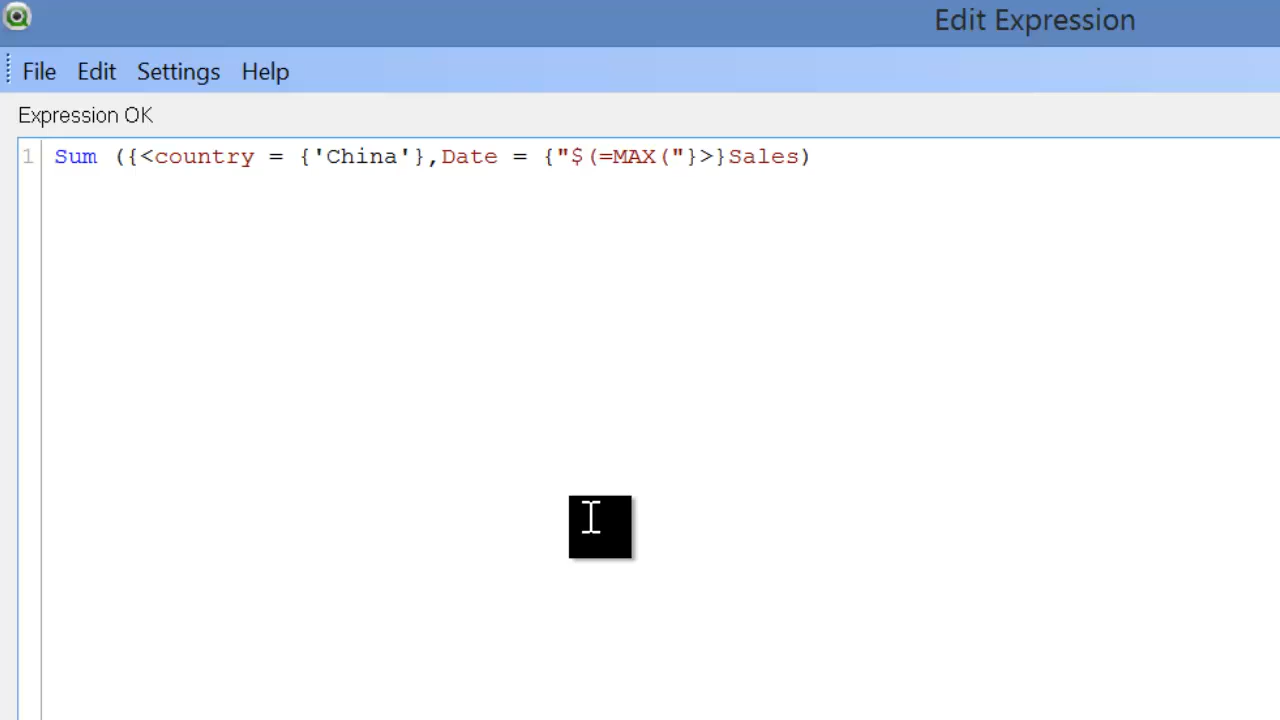 Edit Expression
File Edit Settings Help
Expression OK
1 Sum ({<country = {'China'},Date = {"$(=MAX("}>}Sales)